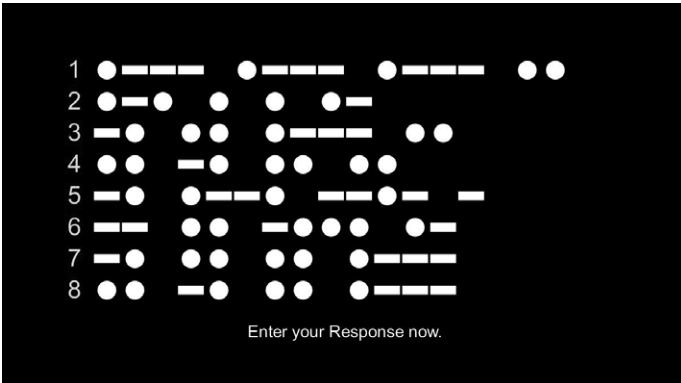 1 ●▬▬▬ ●▬▬▬ ●▬▬▬ ●●
2 ●▬● ● ● ●▬
3 ▬● ●● ●▬▬▬ ●●
4 ●● ▬● ●● ●●
5 ▬● ●▬▬● ▬▬●▬ ▬
6 ▬▬ ●● ▬●●● ●▬
7 ▬● ●● ●● ●▬▬▬
8 ●● ▬● ●● ●▬▬▬
Enter your Response now.